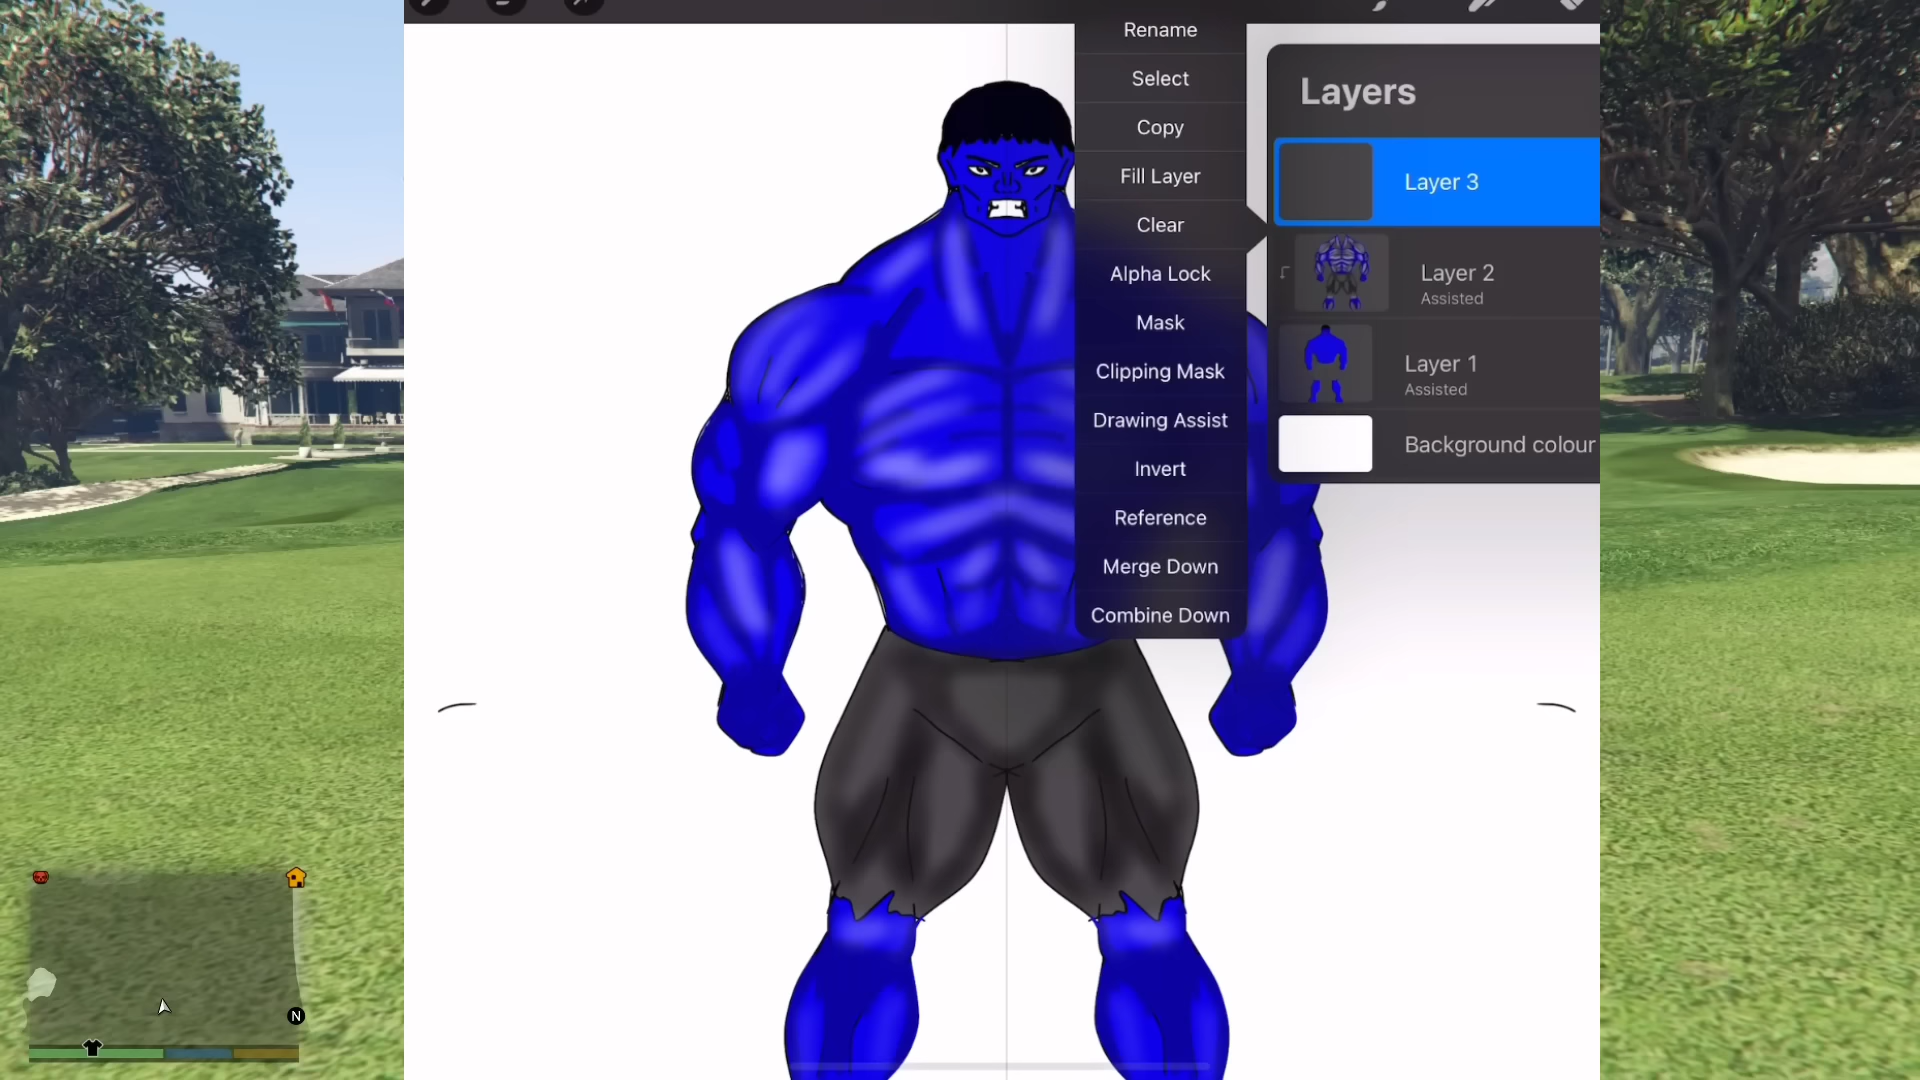 Rename
Select
Copy
Fill Layer
Clear
Alpha Lock
Mask
Clipping Mask
Drawing Assist
Invert
Reference
Merge Down
Combine Down
Layers
Layer 3
Layer 2
Assisted
Layer 1
Assisted
Background colour
N